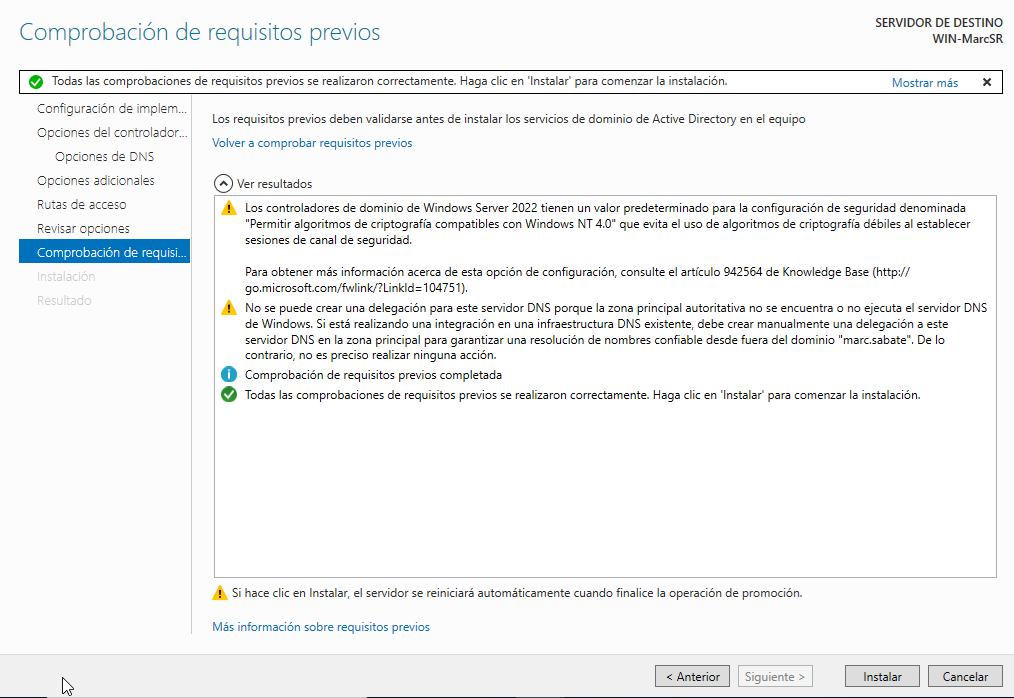 Comprobación de requisitos previos
SERVIDOR DE DESTINO
WIN-MarcSR
Todas las comprobaciones de requisitos previos se realizaron correctamente. Haga clic en 'Instalar' para comenzar la instalación.
Mostrar más
Configuración de implem...
Opciones del controlador...
Opciones de DNS
Opciones adicionales
Rutas de acceso
Revisar opciones
Comprobación de requisi...
Instalación
Resultado
Los requisitos previos deben validarse antes de instalar los servicios de dominio de Active Directory en el equipo
Volver a comprobar requisitos previos
Ver resultados
Los controladores de dominio de Windows Server 2022 tienen un valor predeterminado para la configuración de seguridad denominada
"Permitir algoritmos de criptografía compatibles con Windows NT 4.0" que evita el uso de algoritmos de criptografía débiles al establecer
sesiones de canal de seguridad.
Para obtener más información acerca de esta opción de configuración, consulte el artículo 942564 de Knowledge Base (http://
go.microsoft.com/fwlink/?LinkId=104751).
No se puede crear una delegación para este servidor DNS porque la zona principal autoritativa no se encuentra o no ejecuta el servidor DNS
de Windows. Si está realizando una integración en una infraestructura DNS existente, debe crear manualmente una delegación a este
servidor DNS en la zona principal para garantizar una resolución de nombres confiable desde fuera del dominio "marc.sabate". De lo
contrario, no es preciso realizar ninguna acción.
Comprobación de requisitos previos completada
Todas las comprobaciones de requisitos previos se realizaron correctamente. Haga clic en 'Instalar' para comenzar la instalación.
Si hace clic en Instalar, el servidor se reiniciará automáticamente cuando finalice la operación de promoción.
Más información sobre requisitos previos
< Anterior
Siguiente >
Instalar
Cancelar